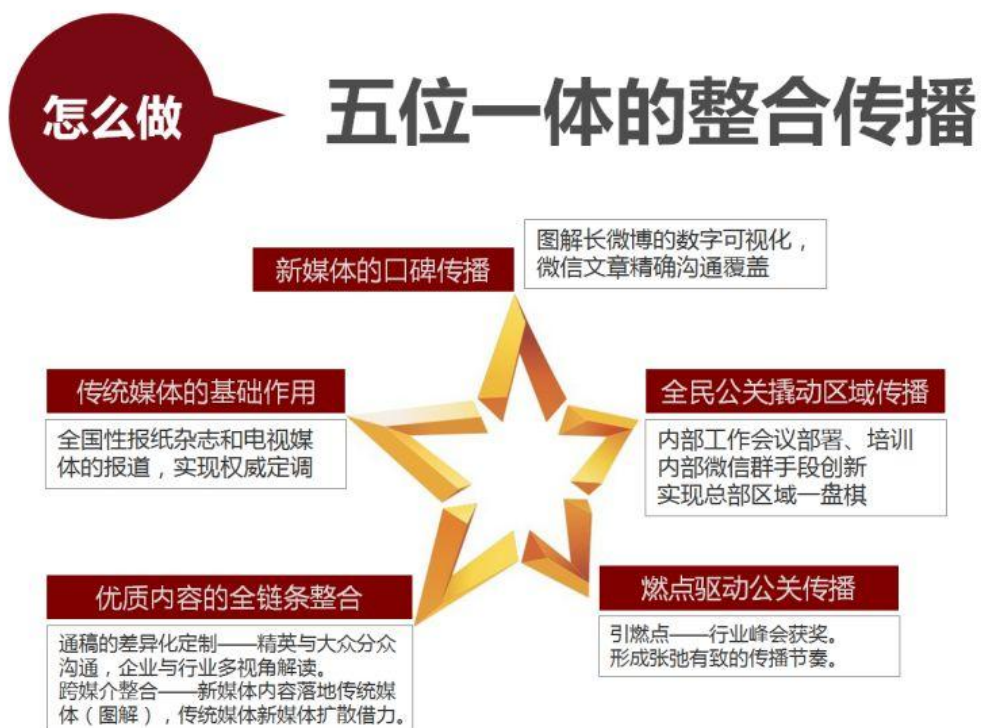 怎么做
五位一体的整合传播
新媒体的口碑传播
图解长微博的数字可视化，
微信文章精确沟通覆盖
传统媒体的基础作用
全国性报纸杂志和电视媒
体的报道，实现权威定调
全民公关撬动区域传播
内部工作会议部署、培训
内部微信群手段创新
实现总部区域一盘棋
优质内容的全链条整合
通稿的差异化定制——精英与大众分众
沟通，企业与行业多视角解读。
跨媒介整合——新媒体内容落地传统媒
体（图解），传统媒体新媒体扩散借力。
燃点驱动公关传播
引燃点——行业峰会获奖。
形成张弛有致的传播节奏。